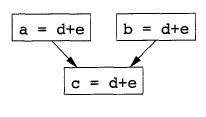 a = d+e
b = d+e
c = d+e